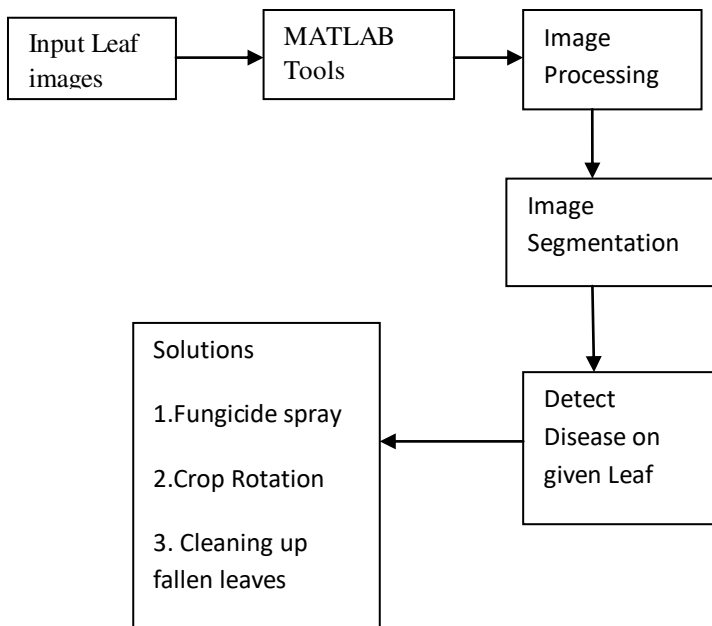 Input Leaf
images
MATLAB
Tools
Image
Processing
Image
Segmentation
Detect
Disease on
given Leaf
Solutions
1.Fungicide spray
2.Crop Rotation
3. Cleaning up
fallen leaves